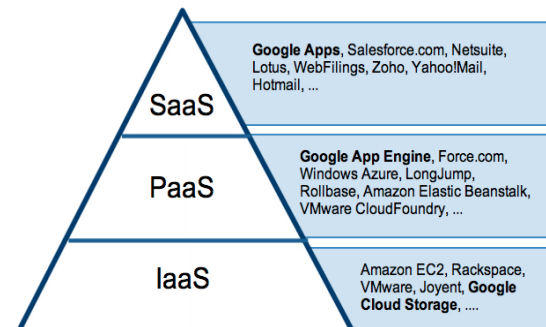 SaaS
Google Apps, Salesforce.com, Netsuite,
Lotus, WebFilings, Zoho, Yahoo!Mail,
Hotmail, ...
PaaS
Google App Engine, Force.com,
Windows Azure, LongJump,
Rollbase, Amazon Elastic Beanstalk,
VMware CloudFoundry, ...
IaaS
Amazon EC2, Rackspace,
VMware, Joyent, Google
Cloud Storage, ....